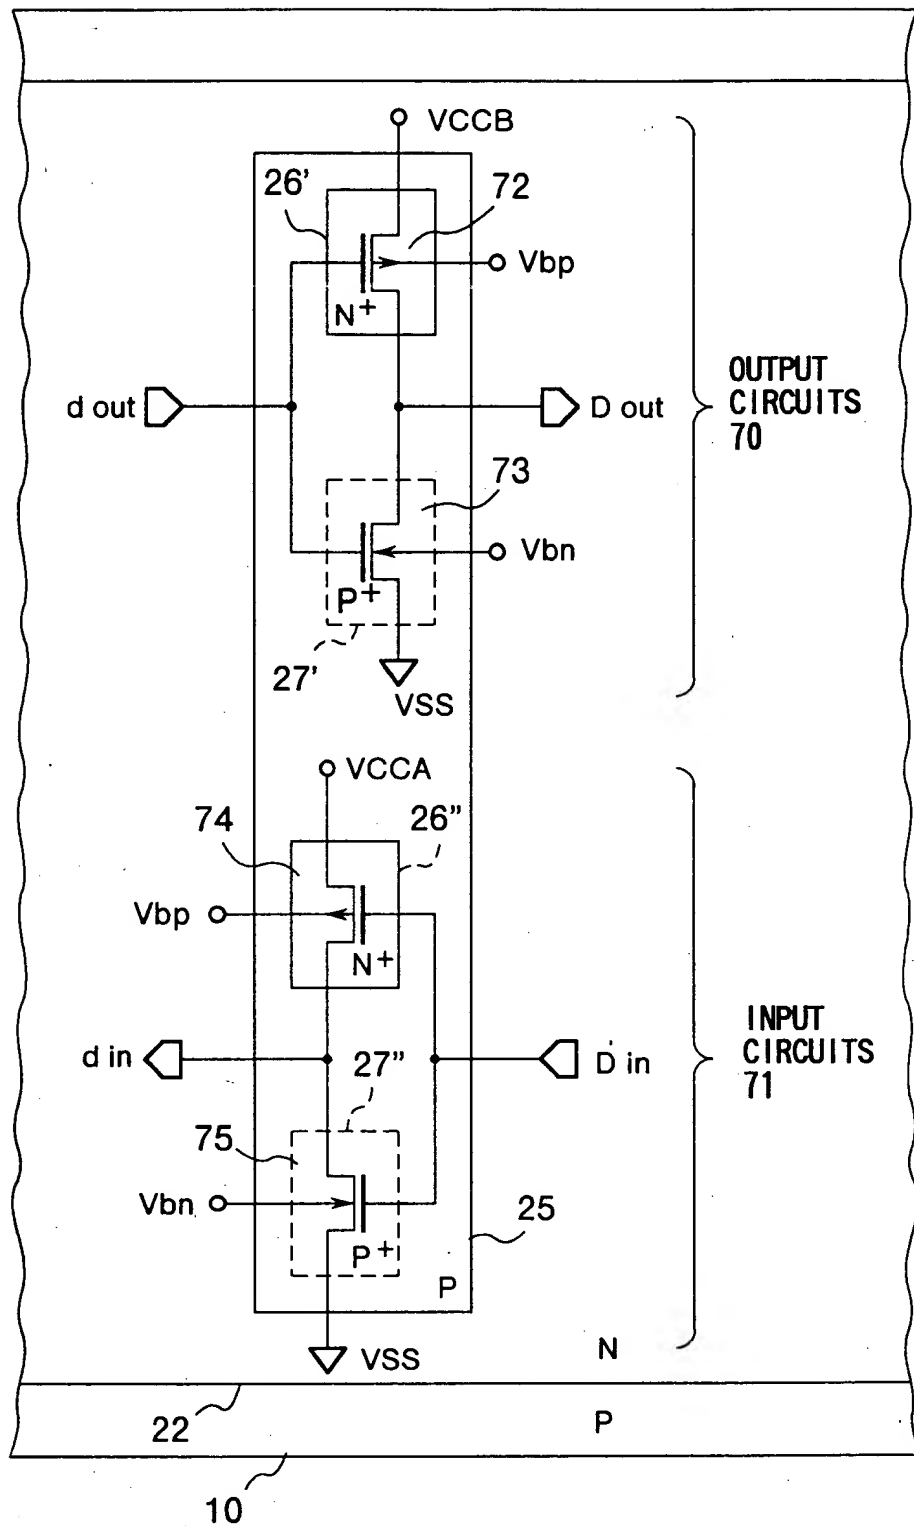 VCCB
26'
72
Vbp
N+
d out
D out
OUTPUT
CIRCUITS
70
73
Vbn
P+
27'
VSS
VCCA
74
26"
Vbp
N+
d in
D in
INPUT
CIRCUITS
71
27"
75
Vbn
25
P+
P
VSS
N
22
P
10